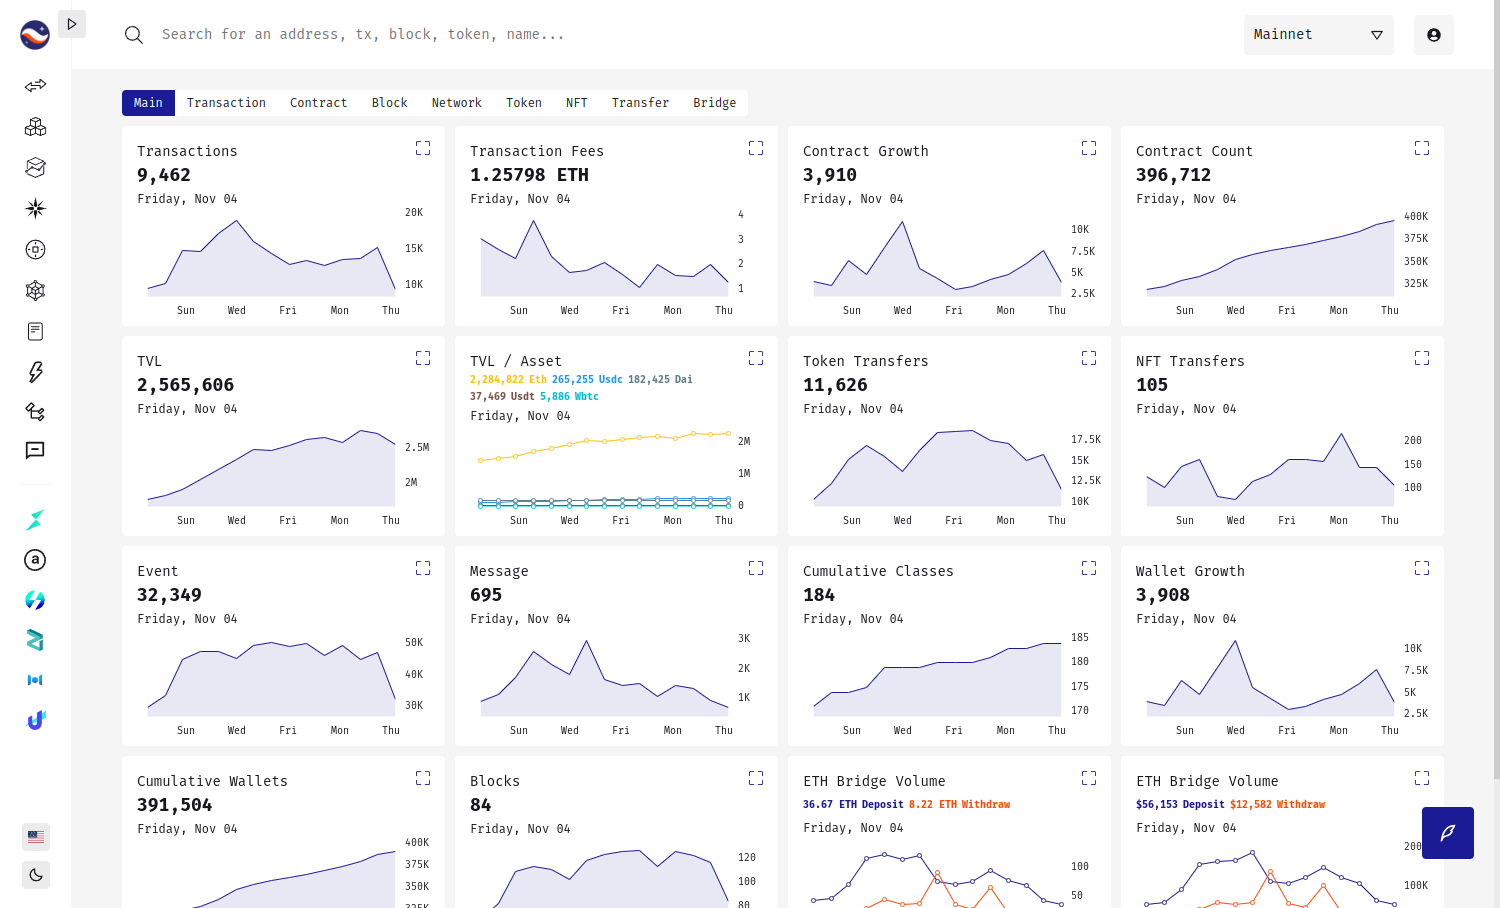 Search for an address, tx, block, token, name...
Mainnet
Main Transaction Contract Block Network Token NFT Transfer Bridge
Transactions
9,462
Friday, Nov 04
20K
15K
10K
Sun Wed Fri Mon Thu
Transaction Fees
1.25798 ETH
Friday, Nov 04
4
3
2
1
Sun Wed Fri Mon Thu
Contract Growth
3,910
Friday, Nov 04
10K
7.5K
5K
2.5K
Sun Wed Fri Mon Thu
Contract Count
396,712
Friday, Nov 04
400K
375K
350K
325K
Sun Wed Fri Mon Thu
TVL
2,565,606
Friday, Nov 04
2.5M
2M
Sun Wed Fri Mon Thu
TVL / Asset
2,284,822 Eth 265,255 Usdc 182,425 Dai
37,469 Usdt 5,886 Wbtc
Friday, Nov 04
2M
1M
0
Sun Wed Fri Mon Thu
Token Transfers
11,626
Friday, Nov 04
17.5K
15K
12.5K
10K
Sun Wed Fri Mon Thu
NFT Transfers
105
Friday, Nov 04
200
150
100
Sun Wed Fri Mon Thu
Event
32,349
Friday, Nov 04
50K
40K
30K
Sun Wed Fri Mon Thu
Message
695
Friday, Nov 04
3K
2K
1K
Sun Wed Fri Mon Thu
Cumulative Classes
184
Friday, Nov 04
185
180
175
170
Sun Wed Fri Mon Thu
Wallet Growth
3,908
Friday, Nov 04
10K
7.5K
5K
2.5K
Sun Wed Fri Mon Thu
Cumulative Wallets
391,504
Friday, Nov 04
400K
375K
350K
325K
Blocks
84
Friday, Nov 04
120
100
80
ETH Bridge Volume
36.67 ETH Deposit 8.22 ETH Withdraw
Friday, Nov 04
100
50
ETH Bridge Volume
$56,153 Deposit $12,582 Withdraw
Friday, Nov 04
200
100K